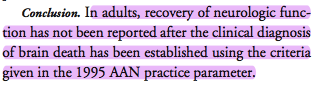 Conclusion. In adults, recovery of neurologic func-
tion has not been reported after the clinical diagnosis
of brain death has been established using the criteria
given in the 1995 AAN practice parameter.